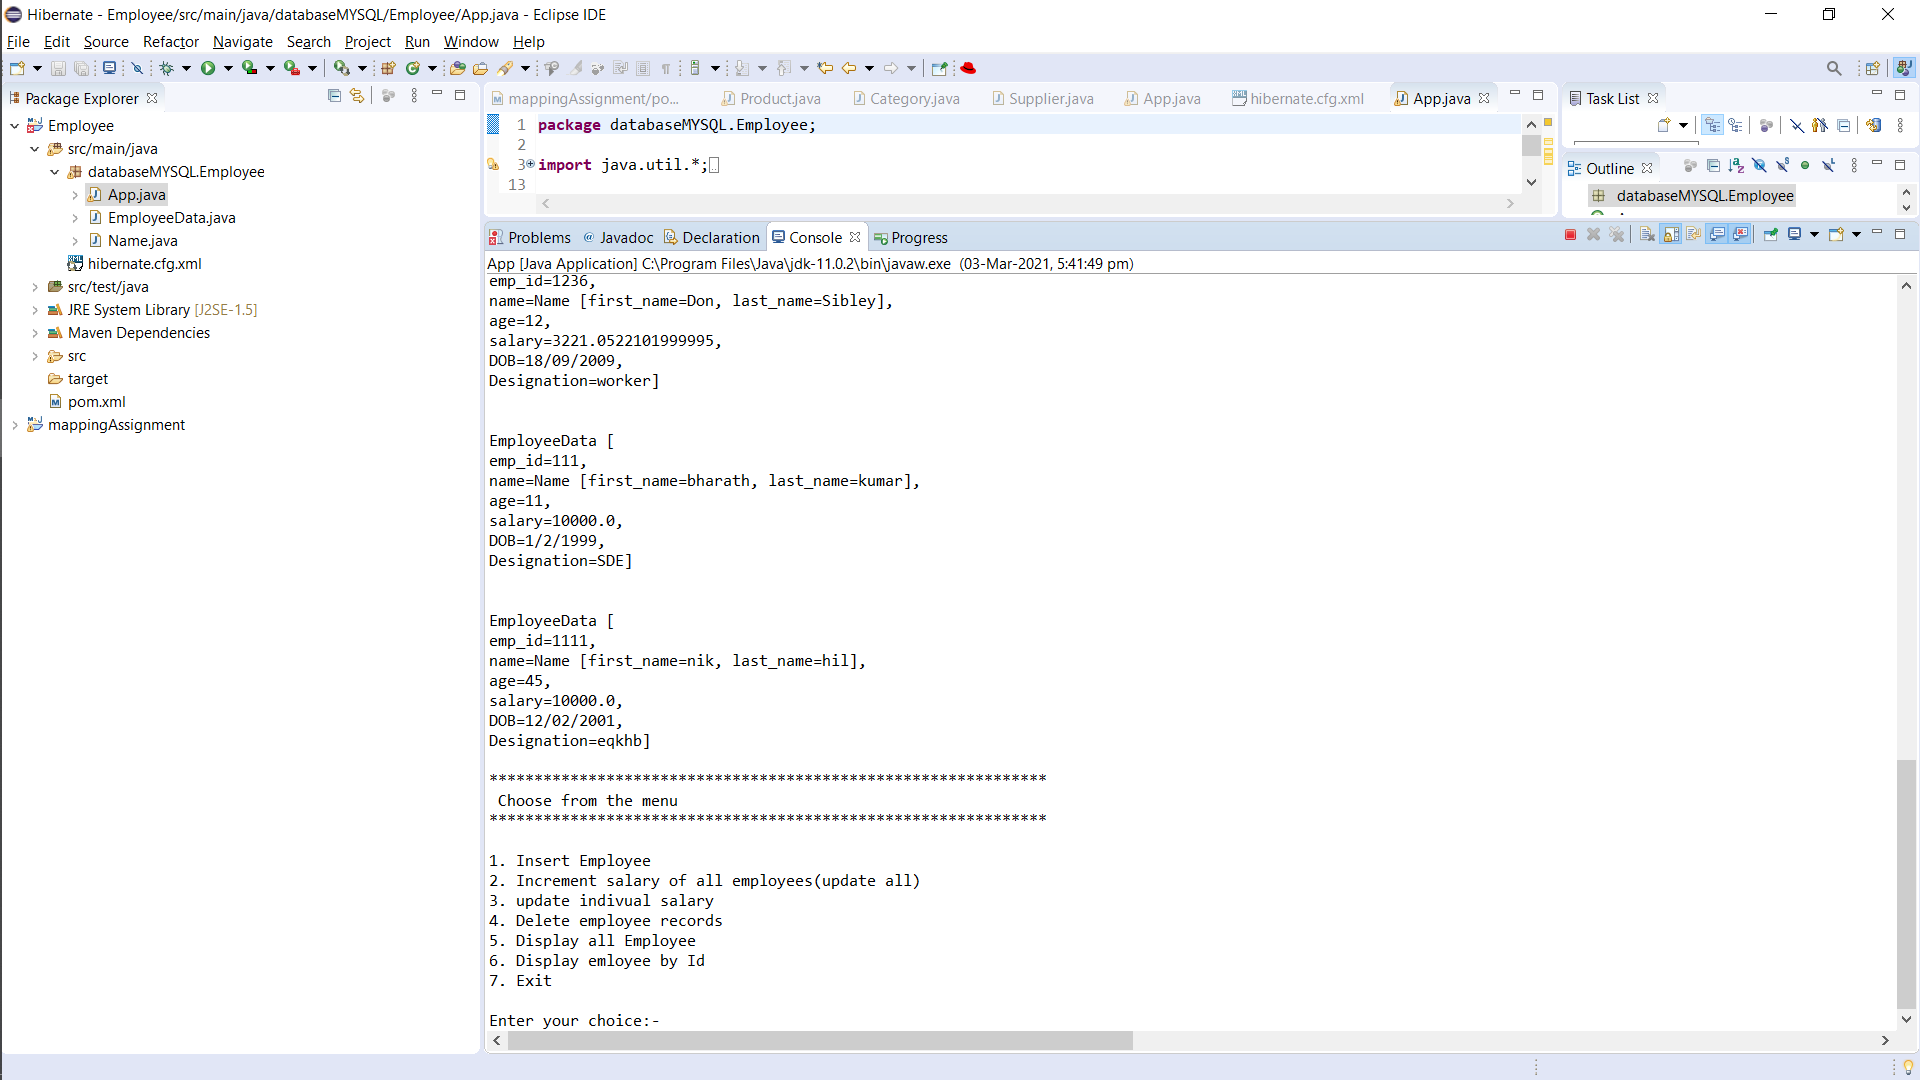 Hibernate - Employee/src/main/java/databaseMYSQL/Employee/App.java - Eclipse IDE
File Edit Source Refactor Navigate Search Project Run Window Help
Package Explorer
Employee
src/main/java
databaseMYSQL.Employee
App.java
EmployeeData.java
Name.java
hibernate.cfg.xml
src/test/java
JRE System Library [J2SE-1.5]
Maven Dependencies
src
target
pom.xml
mappingAssignment
mappingAssignment/po... Product.java Category.java Supplier.java App.java hibernate.cfg.xml App.java
1 package databaseMYSQL.Employee;
2
3 import java.util.*;
13
Task List
Outline
databaseMYSQL.Employee
Problems @ Javadoc Declaration Console Progress
App [Java Application] C:\Program Files\Java\jdk-11.0.2\bin\javaw.exe (03-Mar-2021, 5:41:49 pm)
emp_id=1236,
name=Name [first_name=Don, last_name=Sibley],
age=12,
salary=3221.0522101999995,
DOB=18/09/2009,
Designation=worker]
EmployeeData [
emp_id=111,
name=Name [first_name=bharath, last_name=kumar],
age=11,
salary=10000.0,
DOB=1/2/1999,
Designation=SDE]
EmployeeData [
emp_id=1111,
name=Name [first_name=nik, last_name=hil],
age=45,
salary=10000.0,
DOB=12/02/2001,
Designation=eqkhb]
**************************************************************
Choose from the menu
**************************************************************
1. Insert Employee
2. Increment salary of all employees(update all)
3. update indivual salary
4. Delete employee records
5. Display all Employee
6. Display emloyee by Id
7. Exit
Enter your choice:-